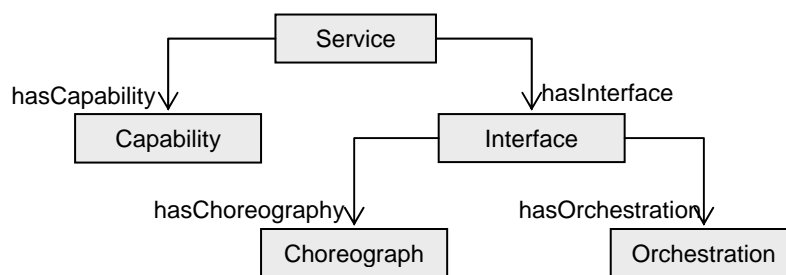 Service
hasCapability
hasInterface
Capability
Interface
hasChoreography
hasOrchestration
Choreograph
Orchestration